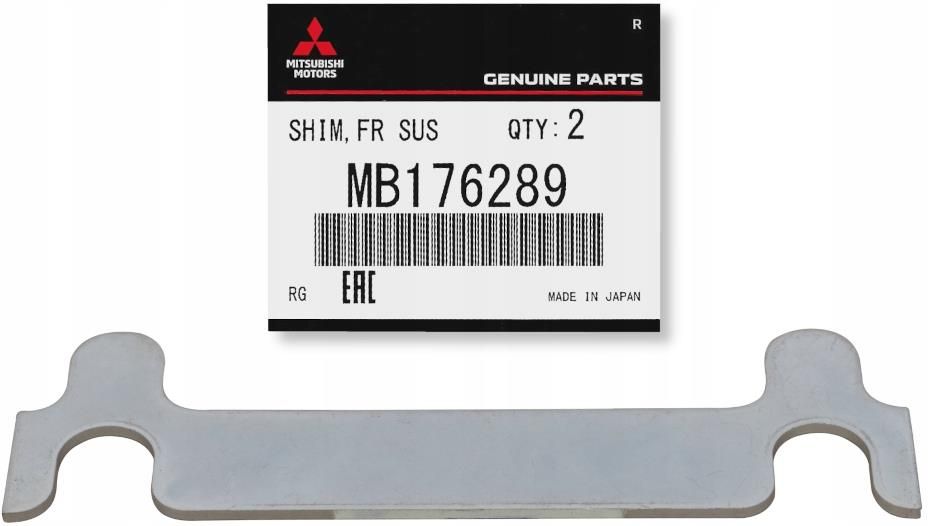 R
MITSUBISHI
MOTORS
GENUINE PARTS
SHIM, FR SUS QTY: 2
MB176289
RG EAC MADE IN JAPAN